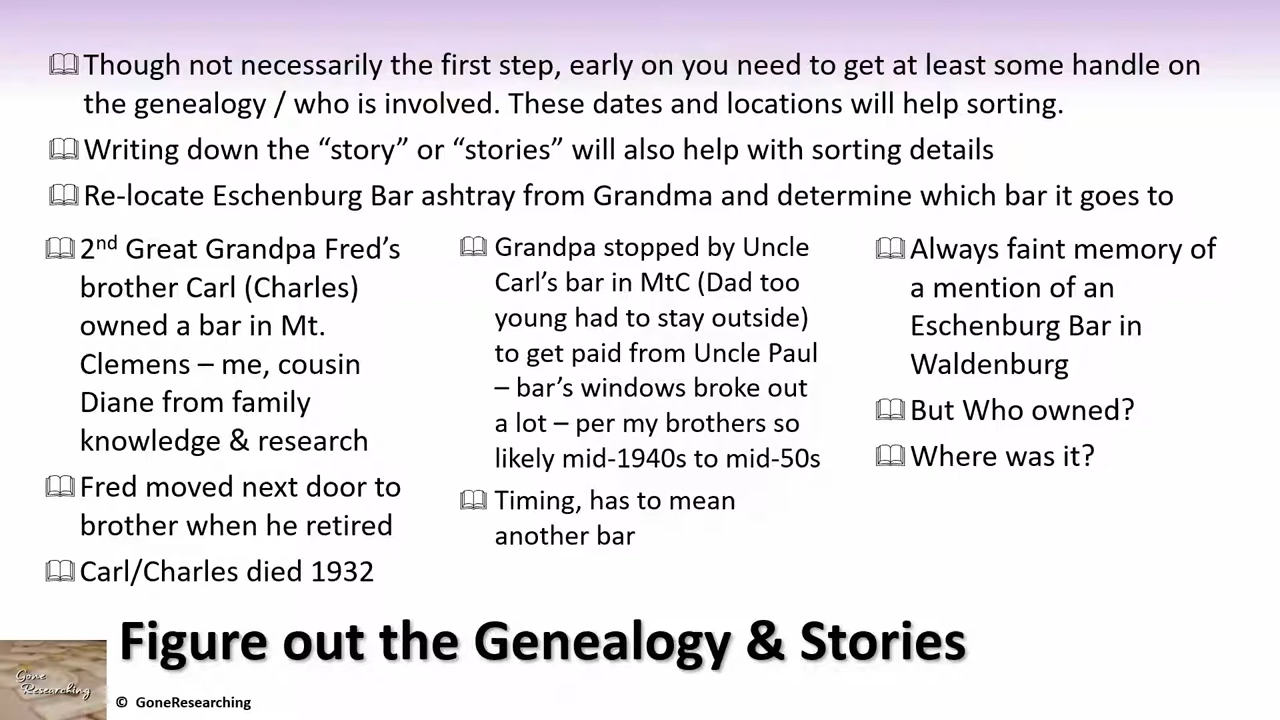 Though not necessarily the first step, early on you need to get at least some handle on
the genealogy / who is involved. These dates and locations will help sorting.
Writing down the “story” or “stories” will also help with sorting details
Re-locate Eschenburg Bar ashtray from Grandma and determine which bar it goes to
2nd Great Grandpa Fred’s
brother Carl (Charles)
owned a bar in Mt.
Clemens – me, cousin
Diane from family
knowledge & research
Fred moved next door to
brother when he retired
Carl/Charles died 1932
Grandpa stopped by Uncle
Carl’s bar in MtC (Dad too
young had to stay outside)
to get paid from Uncle Paul
– bar’s windows broke out
a lot – per my brothers so
likely mid-1940s to mid-50s
Timing, has to mean
another bar
Always faint memory of
a mention of an
Eschenburg Bar in
Waldenburg
But Who owned?
Where was it?
Figure out the Genealogy & Stories
Gone
Researching
© GoneResearching